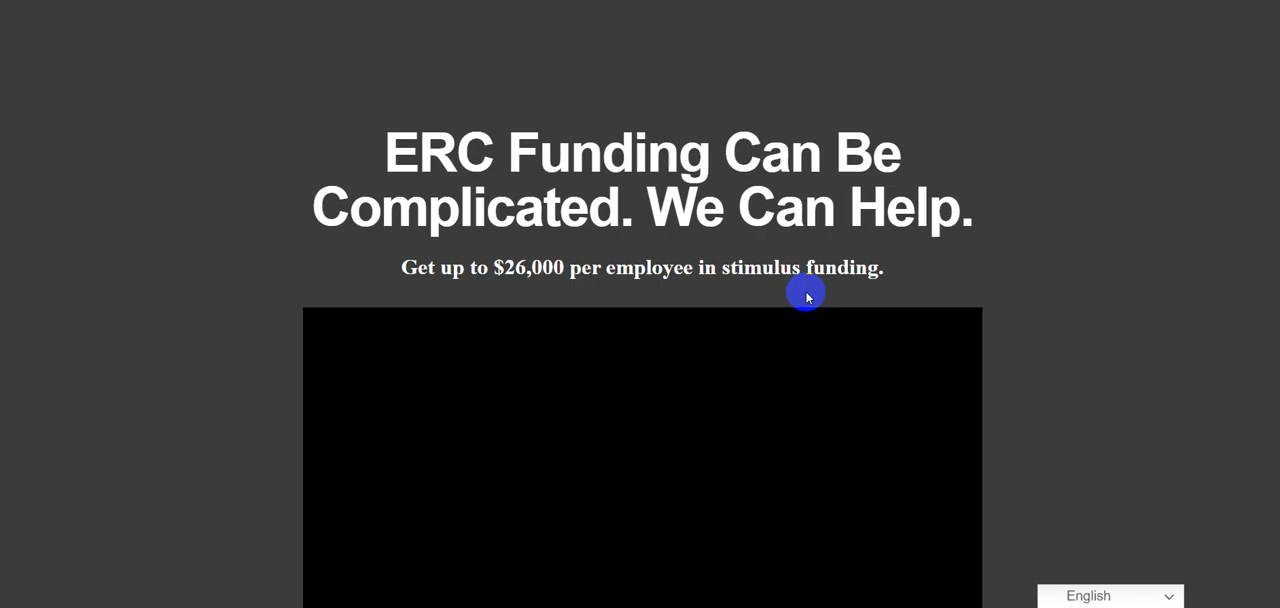 ERC Funding Can Be
Complicated. We Can Help.
Get up to $26,000 per employee in stimulus funding.
English